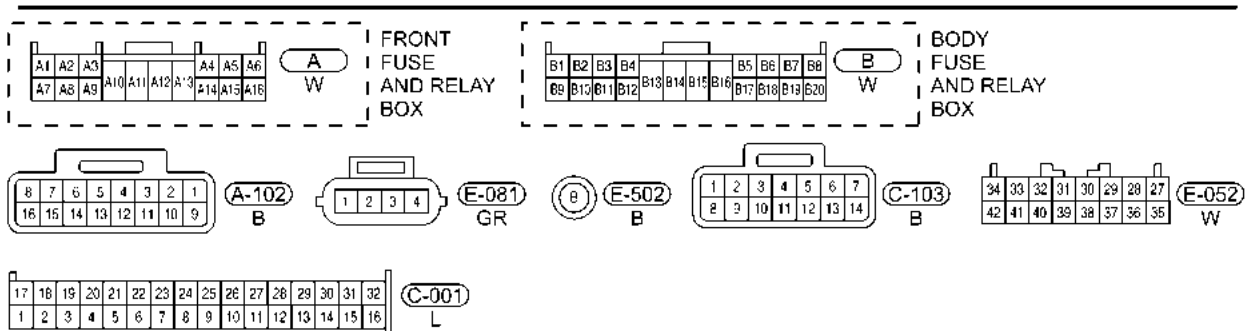 A1 A2 A3 A4 A5 A6 A W
A7 A8 A9 A10 A11 A12 A13 A14 A15 A16
FRONT
FUSE
AND RELAY
BOX
B1 B2 B3 B4 B5 B6 B7 B8 B W
B9 B10 B11 B12 B13 B14 B15 B16 B17 B18 B19 B20
BODY
FUSE
AND RELAY
BOX
8 7 6 5 4 3 2 1
16 15 14 13 12 11 10 9
A-102
B
1 2 3 4
E-081
GR
8
E-502
B
1 2 3 4 5 6 7
8 9 10 11 12 13 14
C-103
B
34 33 32 31 30 29 28 27
42 41 40 39 38 37 36 35
E-052
W
17 18 19 20 21 22 23 24 25 26 27 28 29 30 31 32
1 2 3 4 5 6 7 8 9 10 11 12 13 14 15 16
C-001
L